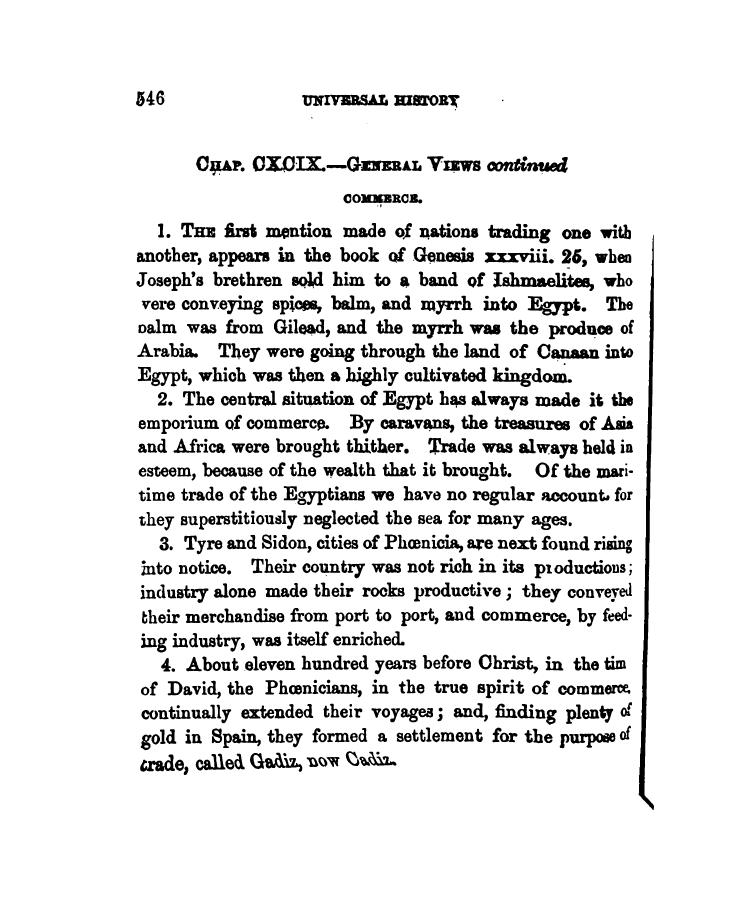 546 UNIVERSAL HISTORY
CHAP. CXCIX.—GENERAL VIEWS continued
COMMERCE.
1. THE first mention made of nations trading one with
another, appears in the book of Genesis xxxviii. 25, when
Joseph's brethren sold him to a band of Ishmaelites, who
vere conveying spices, balm, and myrrh into Egypt. The
balm was from Gilead, and the myrrh was the produce of
Arabia. They were going through the land of Canaan into
Egypt, which was then a highly cultivated kingdom.
2. The central situation of Egypt has always made it the
emporium of commerce. By caravans, the treasures of Asia
and Africa were brought thither. Trade was always held in
esteem, because of the wealth that it brought. Of the mari-
time trade of the Egyptians we have no regular account, for
they superstitiously neglected the sea for many ages.
3. Tyre and Sidon, cities of Phœnicia, are next found rising
into notice. Their country was not rich in its productions;
industry alone made their rocks productive; they conveyed
their merchandise from port to port, and commerce, by feed-
ing industry, was itself enriched.
4. About eleven hundred years before Christ, in the tim
of David, the Phœnicians, in the true spirit of commerce,
continually extended their voyages; and, finding plenty of
gold in Spain, they formed a settlement for the purpose of
trade, called Gadiz, now Cadiz.